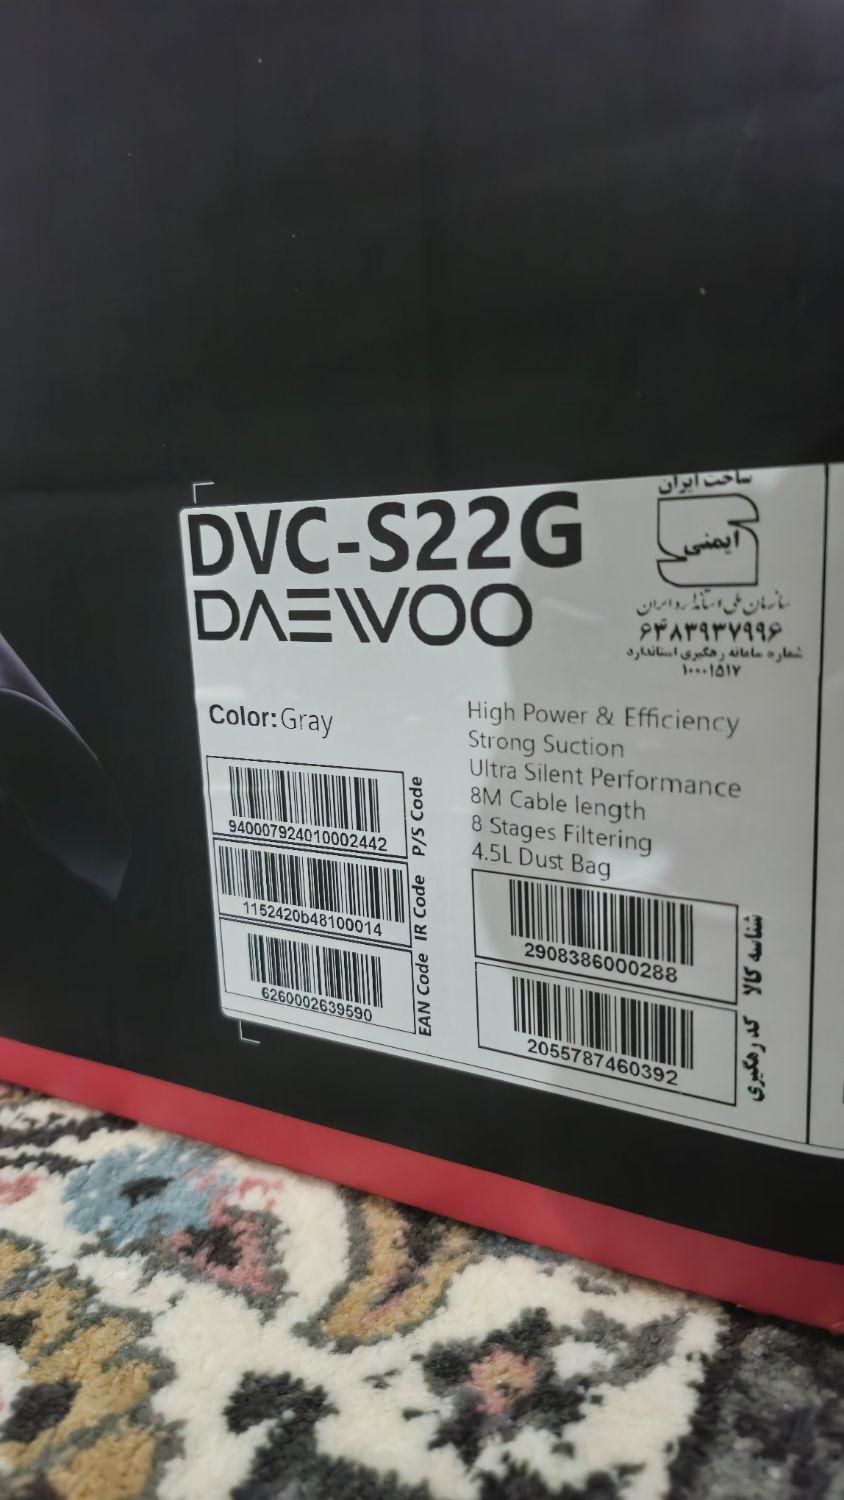 DVC-S22G
DAEWOO
ساخت ایران
ایمنی
سازمان ملی استاندارد ایران
۶۴۸۳۹۳۷۹۹۶
شماره سامانه رهگیری استاندارد
۱۰۰۰۱۵۱۷
Color: Gray
High Power & Efficiency
Strong Suction
Ultra Silent Performance
8M Cable length
8 Stages Filtering
4.5L Dust Bag
940007924010002442
P/S Code
1152420b48100014
IR Code
6260002639590
EAN Code
2908386000288
شناسه کالا
2055787460392
کد رهگیری